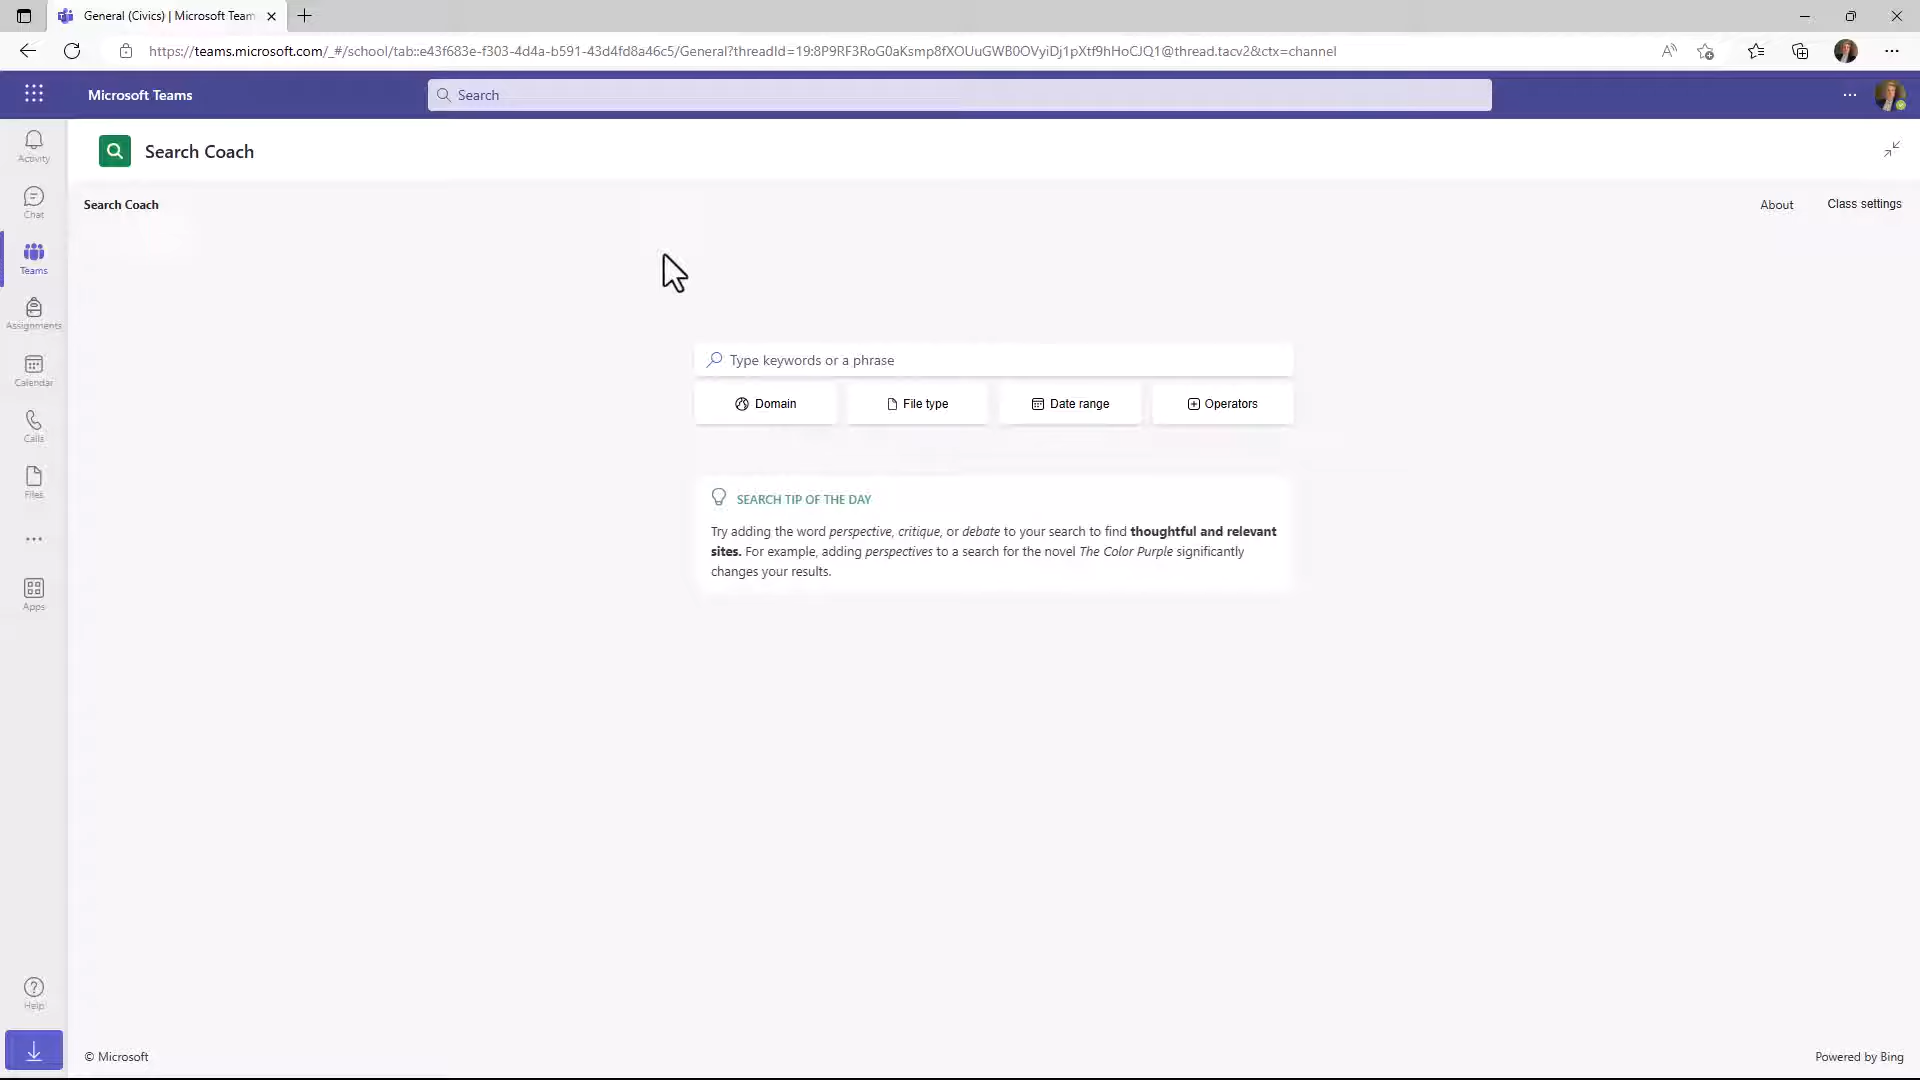 General (Civics) | Microsoft Team
https://teams.microsoft.com/_#/school/tab::e43f683e-f303-4d4a-b591-43d4fd8a46c5/General?threadId=19:8P9RF3RoG0aKsmp8fXOUuGWB0OVyiDj1pXtf9hHoCJQ1@thread.tacv2&ctx=channel
Microsoft Teams
Search
Activity
Chat
Teams
Assignments
Calendar
Calls
Files
Apps
Help
Search Coach
Search Coach
About
Class settings
Type keywords or a phrase
Domain
File type
Date range
Operators
SEARCH TIP OF THE DAY
Try adding the word perspective, critique, or debate to your search to find thoughtful and relevant
sites. For example, adding perspectives to a search for the novel The Color Purple significantly
changes your results.
© Microsoft
Powered by Bing